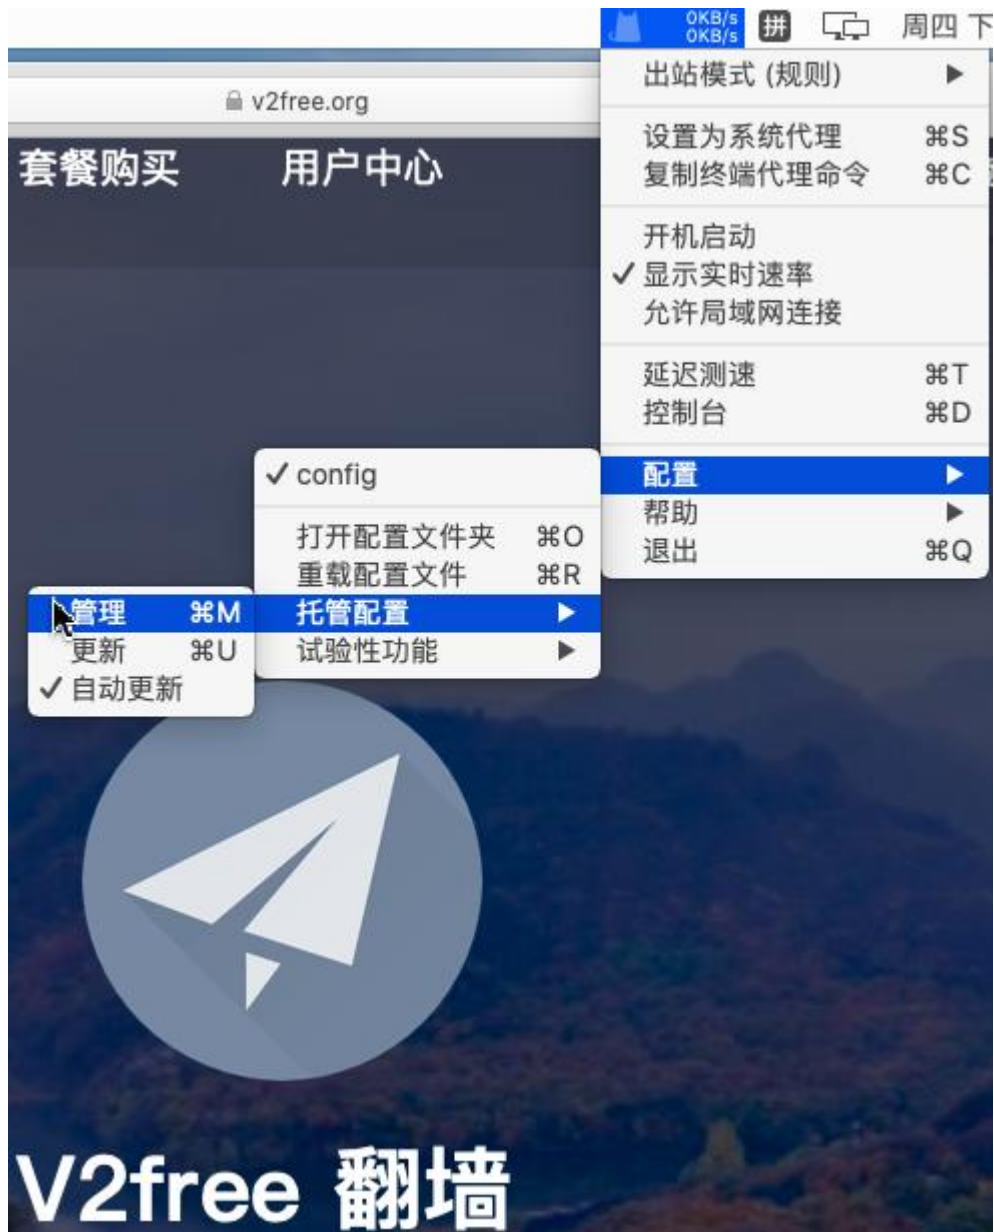 0KB/s
0KB/s
拼
周四 下
v2free.org
套餐购买
用户中心
出站模式 (规则) ▶
设置为系统代理 ⌘S
复制终端代理命令 ⌘C
开机启动
✓ 显示实时速率
允许局域网连接
延迟测速 ⌘T
控制台 ⌘D
配置 ▶
帮助 ▶
退出 ⌘Q
✓ config
打开配置文件夹 ⌘O
重载配置文件 ⌘R
托管配置 ▶
试验性功能 ▶
管理 ⌘M
更新 ⌘U
✓ 自动更新
V2free 翻墙